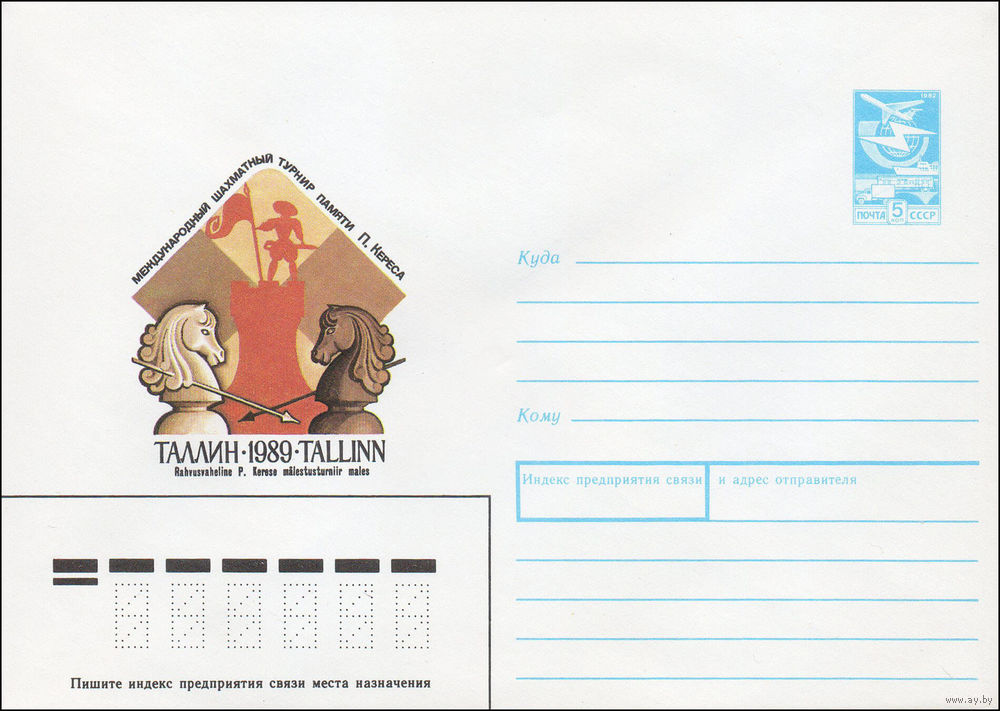 1982
ПОЧТА 5 КОП СССР
МЕЖДУНАРОДНЫЙ ШАХМАТНЫЙ ТУРНИР ПАМЯТИ П. КЕРЕСА
ТАЛЛИН·1989·TALLINN
Rahvusvaheline P. Kerese mälestusturniir males
Куда
Кому
Индекс предприятия связи и адрес отправителя
Пишите индекс предприятия связи места назначения
www.ay.by